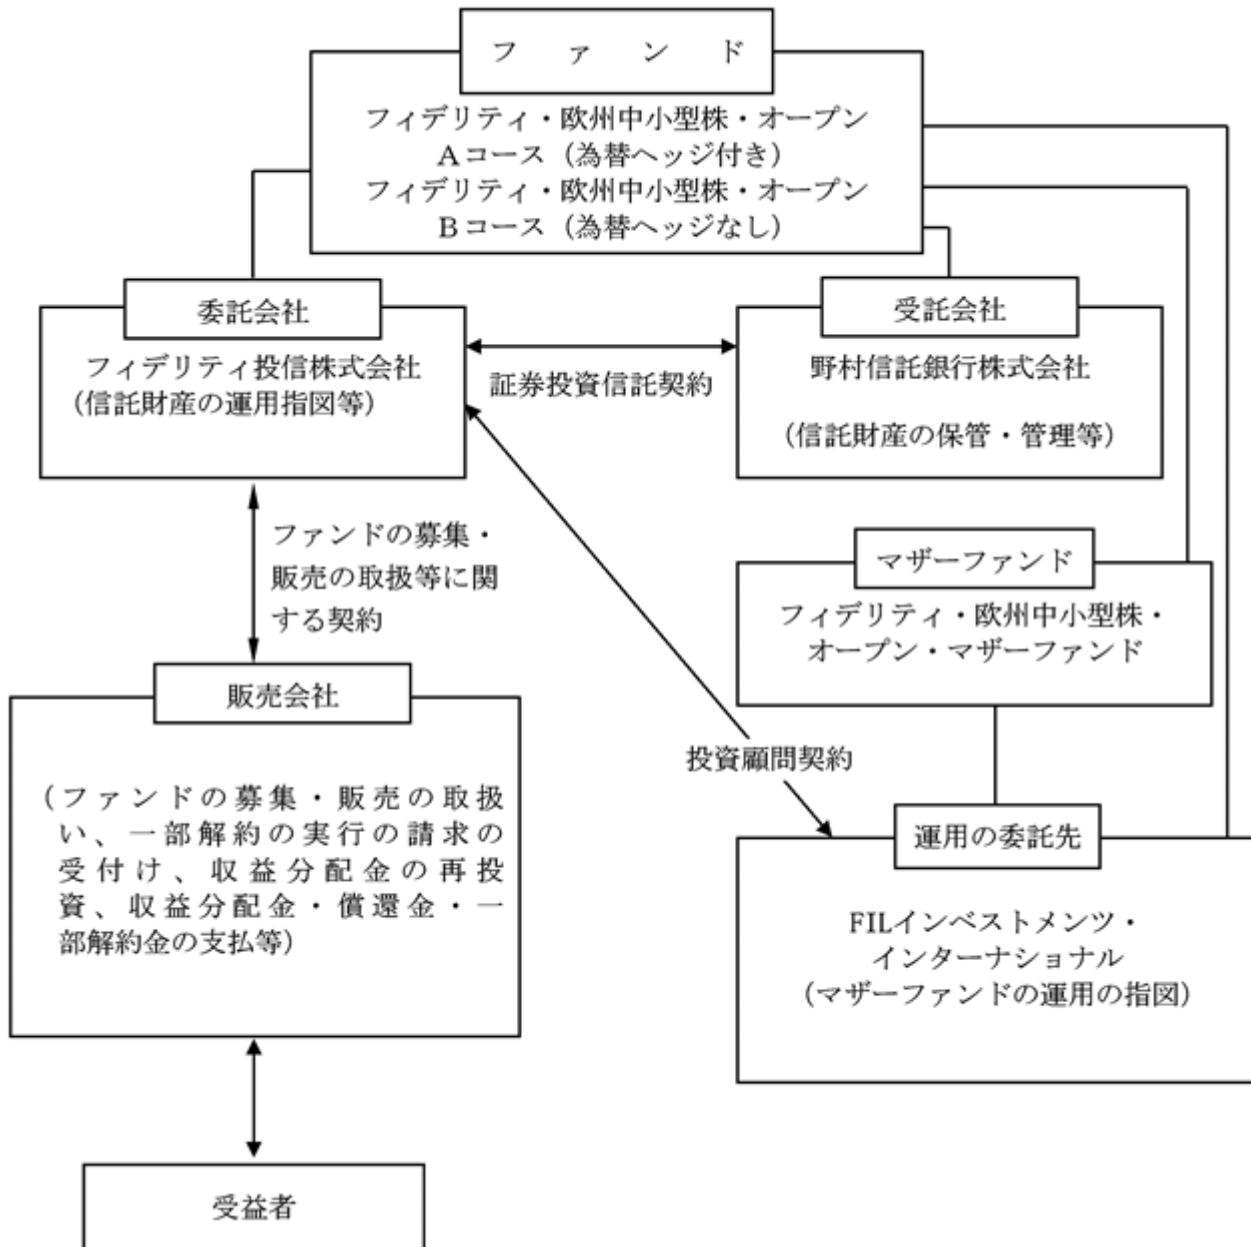 ファンド
フィデリティ・欧州中小型株・オープン
Aコース（為替ヘッジ付き）
フィデリティ・欧州中小型株・オープン
Bコース（為替ヘッジなし）
委託会社
フィデリティ投信株式会社
（信託財産の運用指図等）
証券投資信託契約
受託会社
野村信託銀行株式会社
（信託財産の保管・管理等）
ファンドの募集・
販売の取扱等に関
する契約
マザーファンド
フィデリティ・欧州中小型株・
オープン・マザーファンド
販売会社
（ファンドの募集・販売の取扱
い、一部解約の実行の請求の
受付け、収益分配金の再投
資、収益分配金・償還金・一
部解約金の支払等）
投資顧問契約
運用の委託先
FILインベストメンツ・
インターナショナル
（マザーファンドの運用の指図）
受益者